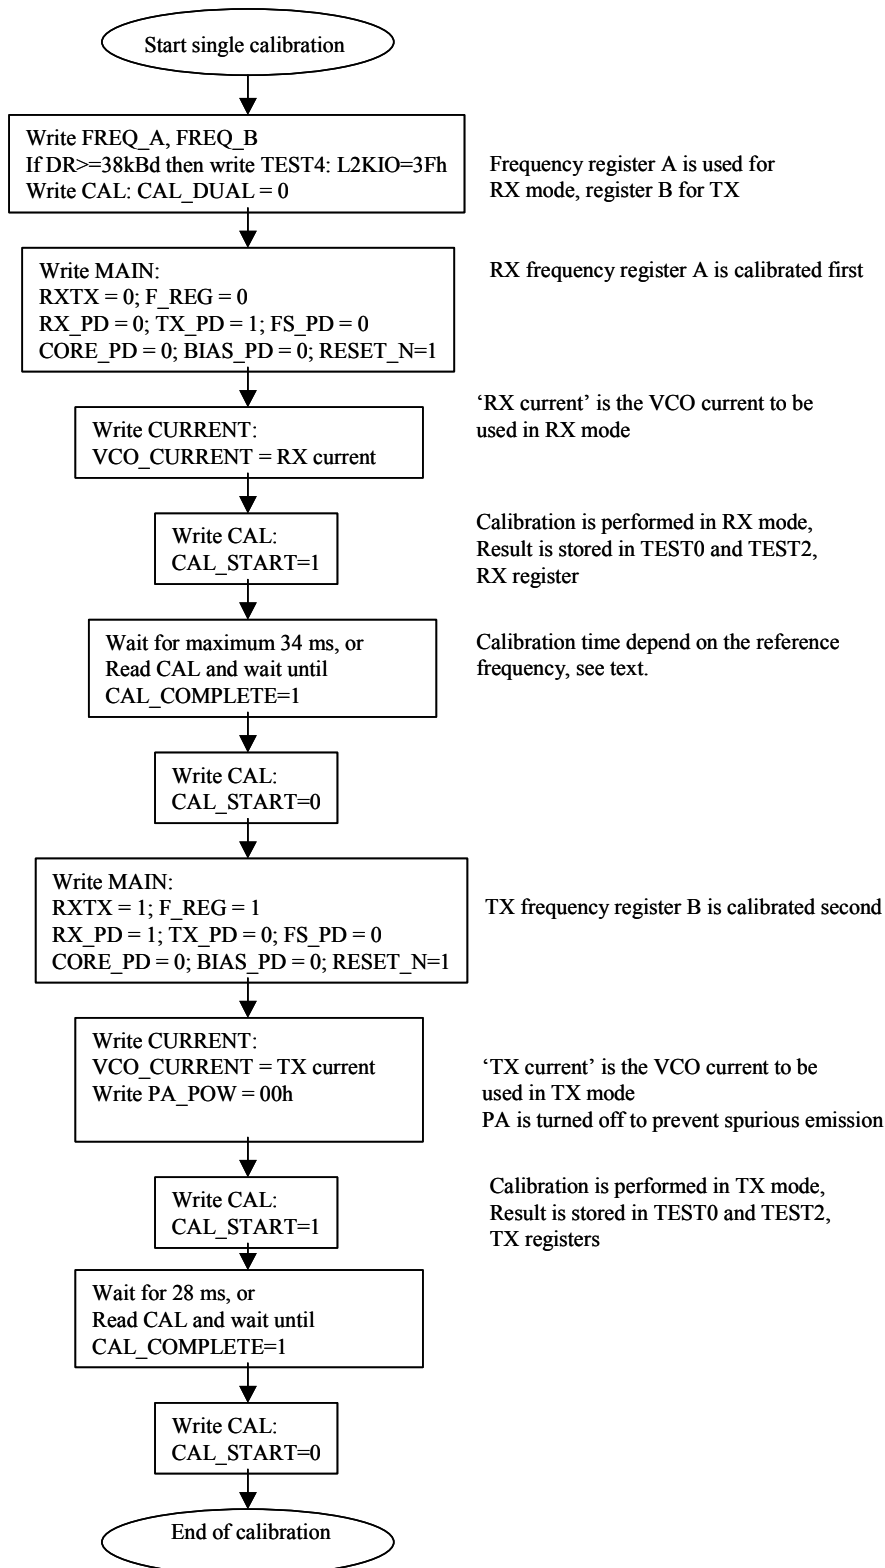 Start single calibration
Write FREQ_A, FREQ_B
If DR>=38kBd then write TEST4: L2KIO=3Fh
Write CAL: CAL_DUAL = 0
Frequency register A is used for
RX mode, register B for TX
Write MAIN:
RXTX = 0; F_REG = 0
RX_PD = 0; TX_PD = 1; FS_PD = 0
CORE_PD = 0; BIAS_PD = 0; RESET_N=1
RX frequency register A is calibrated first
Write CURRENT:
VCO_CURRENT = RX current
‘RX current’ is the VCO current to be
used in RX mode
Write CAL:
CAL_START=1
Calibration is performed in RX mode,
Result is stored in TEST0 and TEST2,
RX register
Wait for maximum 34 ms, or
Read CAL and wait until
CAL_COMPLETE=1
Calibration time depend on the reference
frequency, see text.
Write CAL:
CAL_START=0
Write MAIN:
RXTX = 1; F_REG = 1
RX_PD = 1; TX_PD = 0; FS_PD = 0
CORE_PD = 0; BIAS_PD = 0; RESET_N=1
TX frequency register B is calibrated second
Write CURRENT:
VCO_CURRENT = TX current
Write PA_POW = 00h
‘TX current’ is the VCO current to be
used in TX mode
PA is turned off to prevent spurious emission
Write CAL:
CAL_START=1
Calibration is performed in TX mode,
Result is stored in TEST0 and TEST2,
TX registers
Wait for 28 ms, or
Read CAL and wait until
CAL_COMPLETE=1
Write CAL:
CAL_START=0
End of calibration